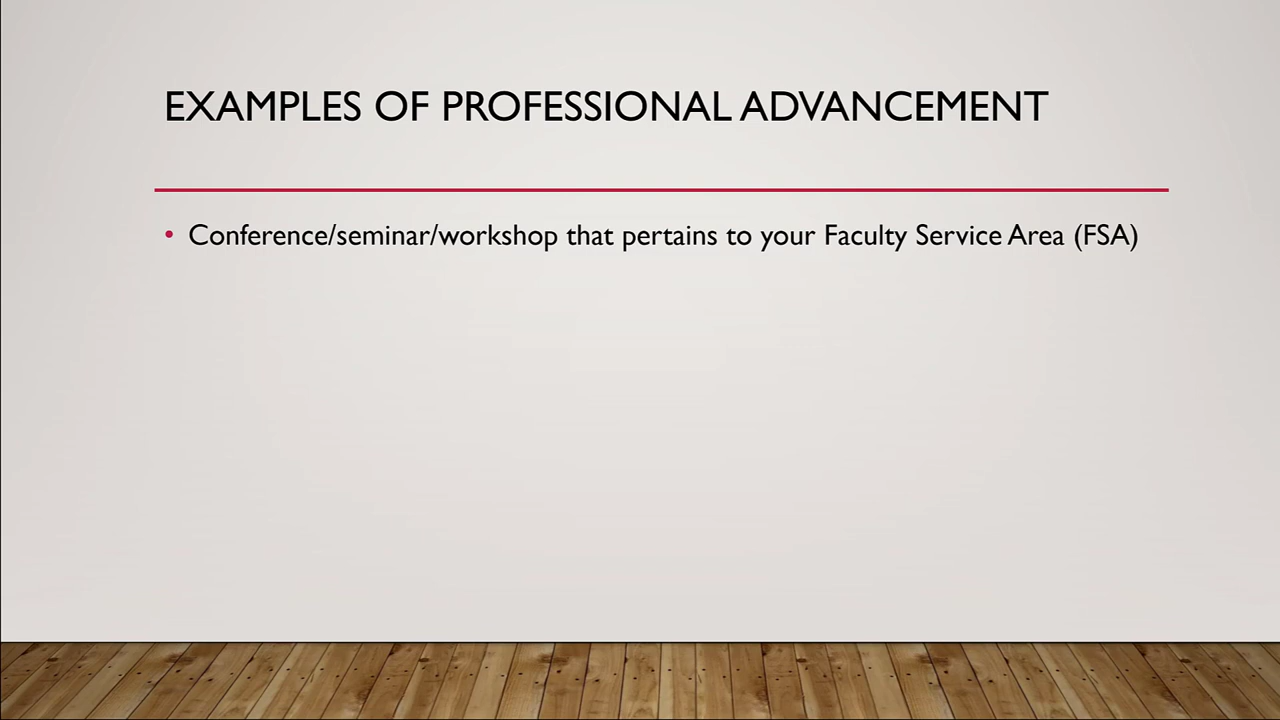 EXAMPLES OF PROFESSIONAL ADVANCEMENT
• Conference/seminar/workshop that pertains to your Faculty Service Area (FSA)